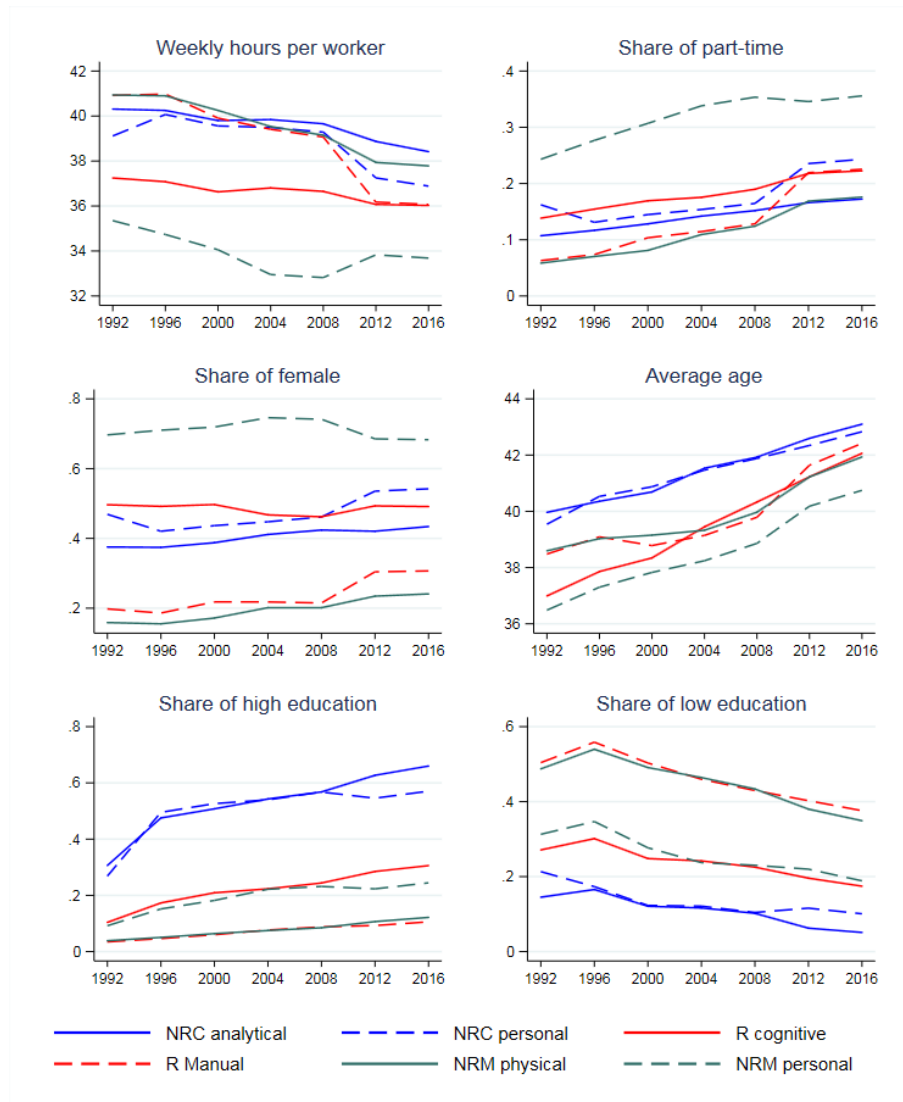 Weekly hours per worker
42
40
38
36
34
32
1992 1996 2000 2004 2008 2012 2016
Share of part-time
.4
.3
.2
.1
0
1992 1996 2000 2004 2008 2012 2016
Share of female
.8
.6
.4
.2
1992 1996 2000 2004 2008 2012 2016
Average age
44
42
40
38
36
1992 1996 2000 2004 2008 2012 2016
Share of high education
.8
.6
.4
.2
0
1992 1996 2000 2004 2008 2012 2016
Share of low education
.6
.4
.2
0
1992 1996 2000 2004 2008 2012 2016
NRC analytical NRC personal R cognitive
R Manual NRM physical NRM personal